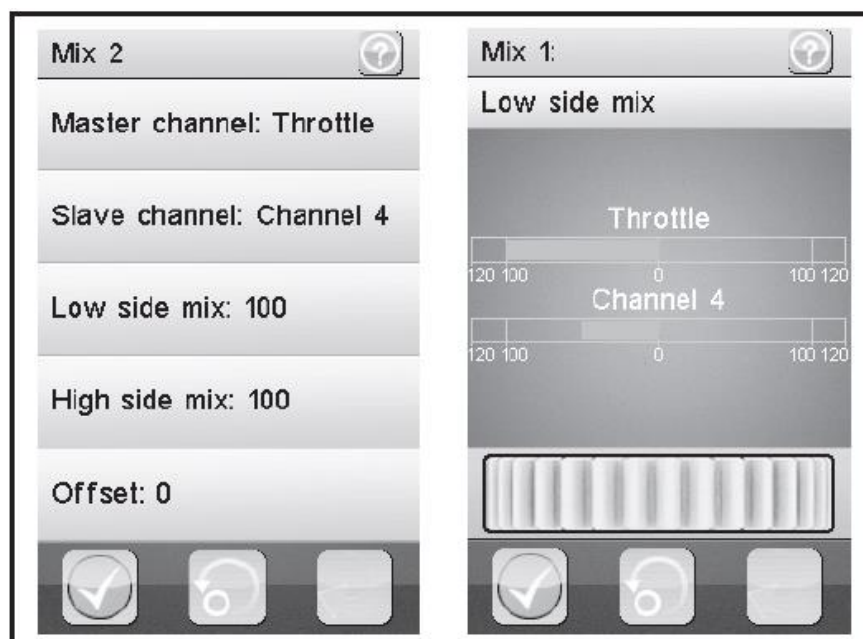 Mix 2
?
Master channel: Throttle
Slave channel: Channel 4
Low side mix: 100
High side mix: 100
Offset: 0
Mix 1:
?
Low side mix
Throttle
120 100 0 100 120
Channel 4
120 100 0 100 120